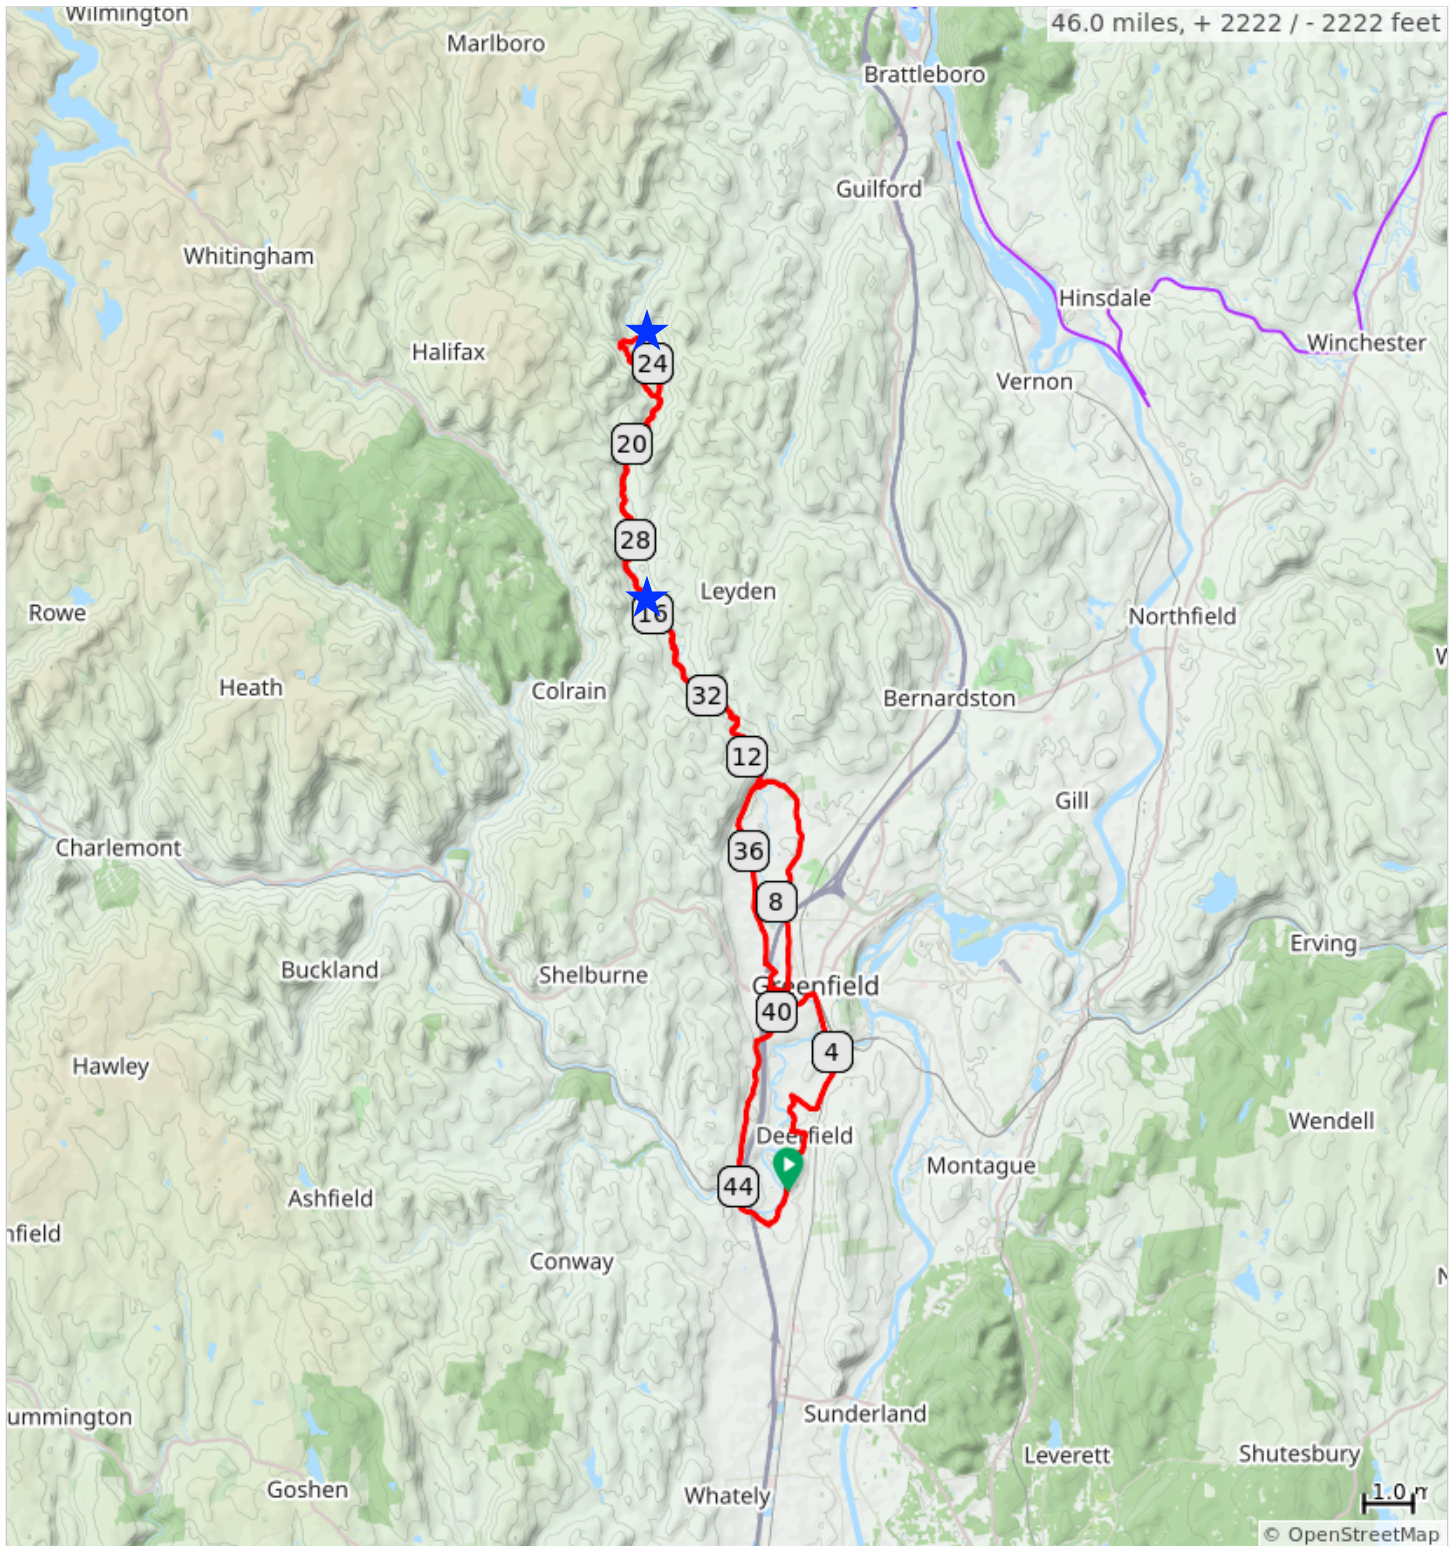 Wilmington
46.0 miles, + 2222 / - 2222 feet
Marlboro
Brattleboro
Guilford
Whitingham
Hinsdale
Winchester
Halifax
24
Vernon
20
28
Leyden
Rowe
16
Northfield
Heath
Colrain
32
Bernardston
12
Gill
Charlemont
36
8
Erving
Buckland
Shelburne
Greenfield
40
4
Hawley
Wendell
Deerfield
Montague
44
Ashfield
nfield
Conway
Sunderland
ummington
Leverett
Shutesbury
Goshen
Whately
1.0 m
© OpenStreetMap